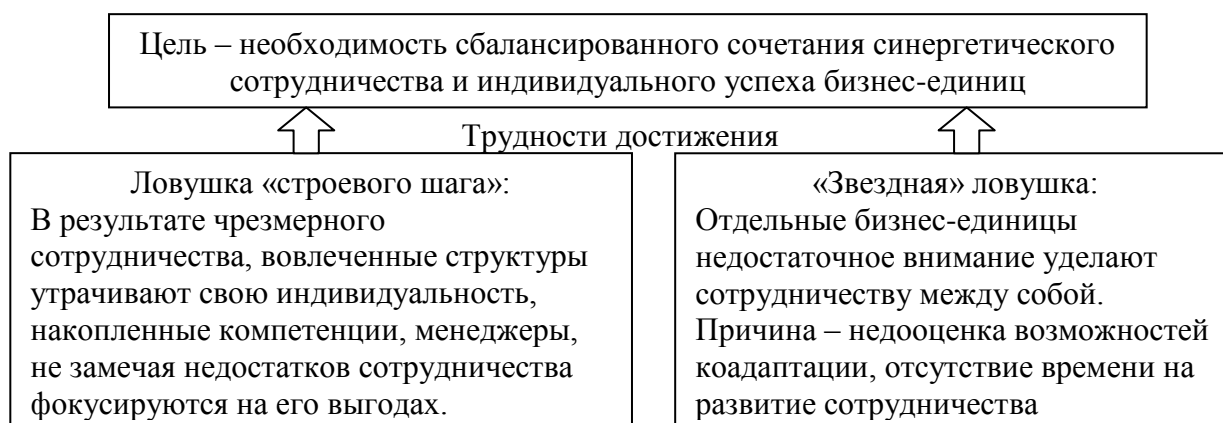 Цель – необходимость сбалансированного сочетания синергетического
сотрудничества и индивидуального успеха бизнес-единиц
Трудности достижения
Ловушка «строевого шага»:
В результате чрезмерного
сотрудничества, вовлеченные структуры
утрачивают свою индивидуальность,
накопленные компетенции, менеджеры,
не замечая недостатков сотрудничества
фокусируются на его выгодах.
«Звездная» ловушка:
Отдельные бизнес-единицы
недостаточное внимание уделают
сотрудничеству между собой.
Причина – недооценка возможностей
коадаптации, отсутствие времени на
развитие сотрудничества